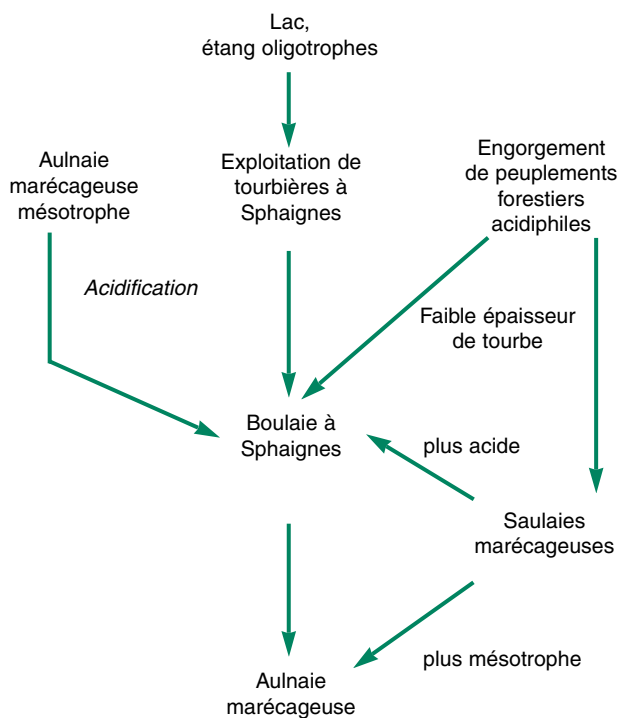 Lac,
étang oligotrophes
Aulnaie
marécageuse
mésotrophe
Exploitation de
tourbières à
Sphaignes
Engorgement
de peuplements
forestiers
acidiphiles
Acidification
Faible épaisseur
de tourbe
Boulaie à
Sphaignes
plus acide
Saulaies
marécageuses
plus mésotrophe
Aulnaie
marécageuse